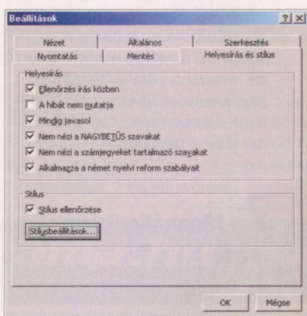 Beállítások
Nézet Általános Szerkesztés
Nyomtatás Mentés Helyesírás és stílus
Helyesírás
Ellenőrzés írás közben
A hibát nem mutatja
Mindig javasol
Nem nézi a NAGYBETŰS szavakat
Nem nézi a számjegyeket tartalmazó szavakat
Alkalmazza a német nyelvi reform szabályait
Stílus
Stílus ellenőrzése
Stílusbeállítások...
OK Mégse